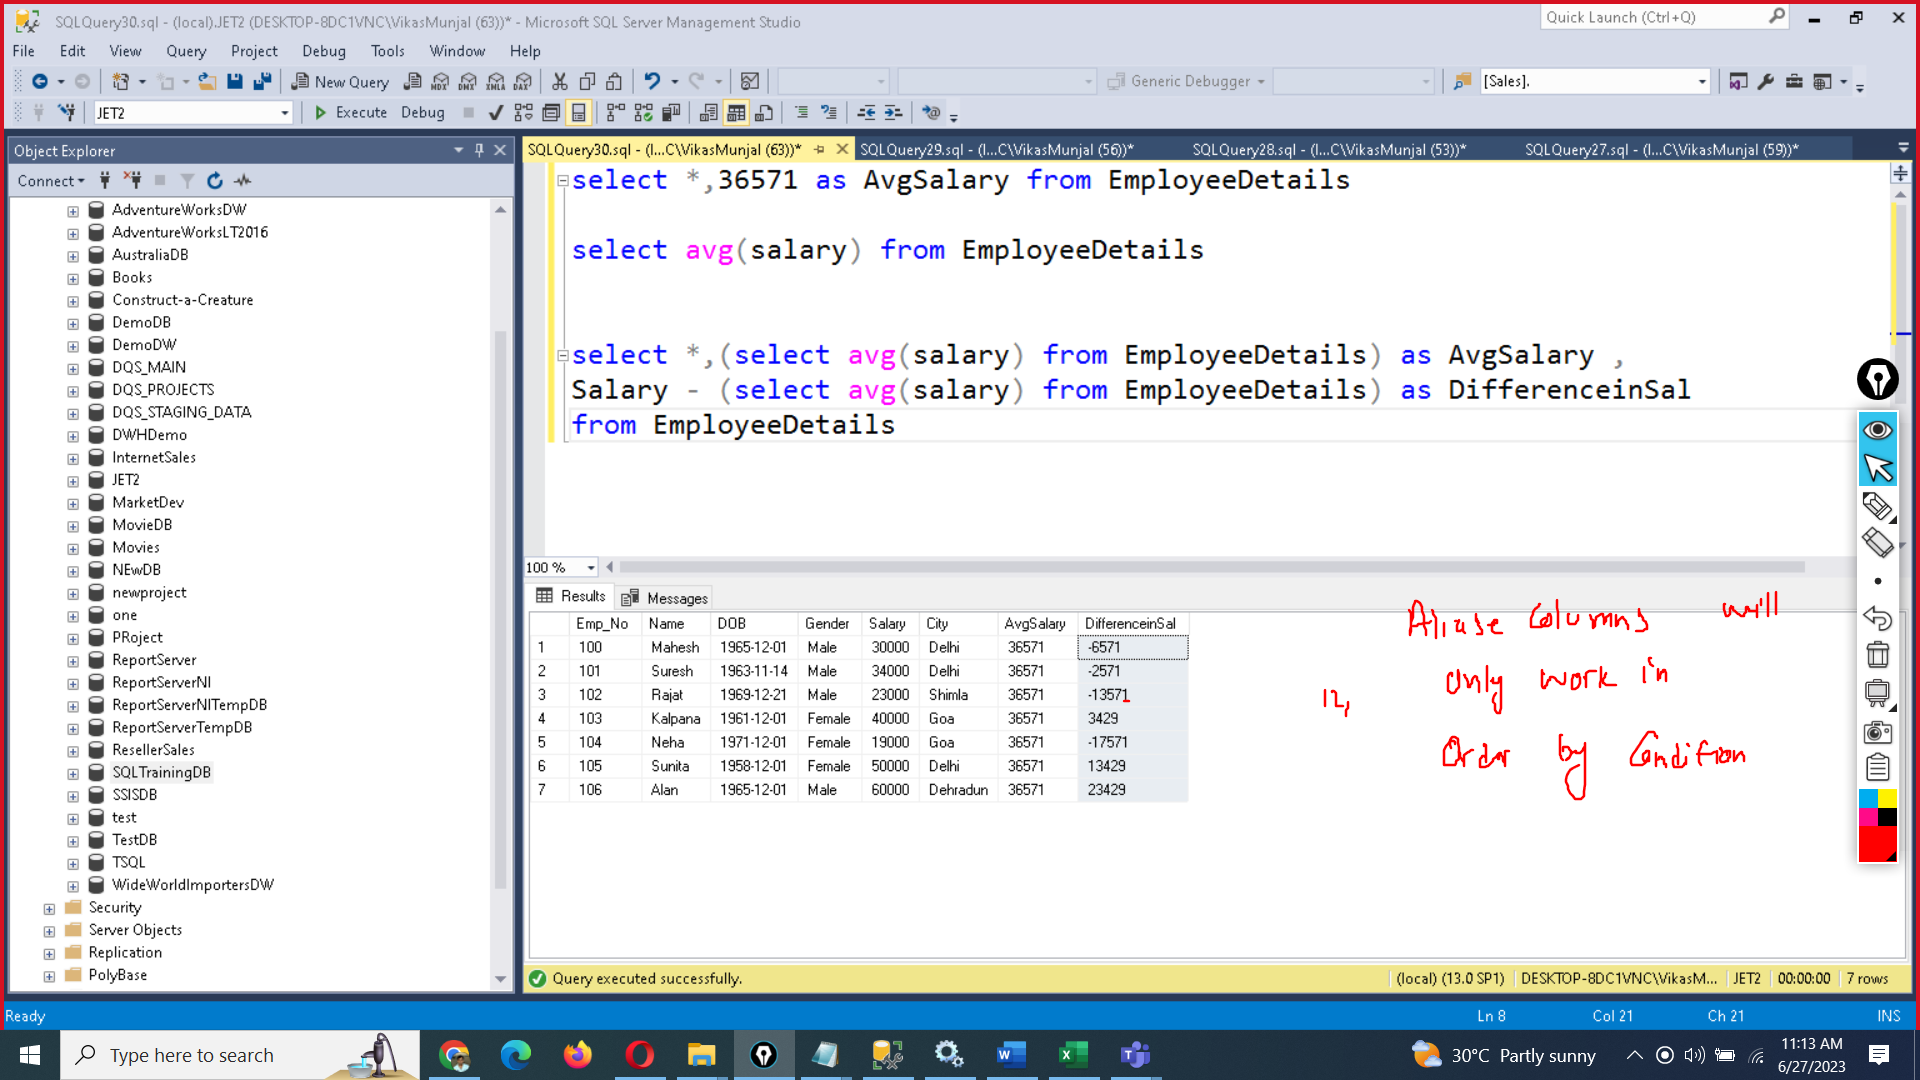 SQLQuery30.sql - (local).JET2 (DESKTOP-8DC1VNC\VikasMunjal (63))* - Microsoft SQL Server Management Studio
Quick Launch (Ctrl+Q)
File Edit View Query Project Debug Tools Window Help
New Query MDX DMX XMLA DAX Generic Debugger [Sales].
JET2 Execute Debug
Object Explorer
Connect
AdventureWorksDW
AdventureWorksLT2016
AustraliaDB
Books
Construct-a-Creature
DemoDB
DemoDW
DQS_MAIN
DQS_PROJECTS
DQS_STAGING_DATA
DWHDemo
InternetSales
JET2
MarketDev
MovieDB
Movies
NEwDB
newproject
one
PRoject
ReportServer
ReportServerNI
ReportServerNITempDB
ReportServerTempDB
ResellerSales
SQLTrainingDB
SSISDB
test
TestDB
TSQL
WideWorldImportersDW
Security
Server Objects
Replication
PolyBase
SQLQuery30.sql - (l...C\VikasMunjal (63))* SQLQuery29.sql - (l...C\VikasMunjal (56))* SQLQuery28.sql - (l...C\VikasMunjal (53))* SQLQuery27.sql - (l...C\VikasMunjal (59))*
select *,36571 as AvgSalary from EmployeeDetails
select avg(salary) from EmployeeDetails
select *,(select avg(salary) from EmployeeDetails) as AvgSalary ,
Salary - (select avg(salary) from EmployeeDetails) as DifferenceinSal
from EmployeeDetails
100 %
Results Messages
Emp_No Name DOB Gender Salary City AvgSalary DifferenceinSal
1 100 Mahesh 1965-12-01 Male 30000 Delhi 36571 -6571
2 101 Suresh 1963-11-14 Male 34000 Delhi 36571 -2571
3 102 Rajat 1969-12-21 Male 23000 Shimla 36571 -13571
4 103 Kalpana 1961-12-01 Female 40000 Goa 36571 3429
5 104 Neha 1971-12-01 Female 19000 Goa 36571 -17571
6 105 Sunita 1958-12-01 Female 50000 Delhi 36571 13429
7 106 Alan 1965-12-01 Male 60000 Dehradun 36571 23429
Aliase Columns will
only work in
12,
Order by Condition
Query executed successfully. (local) (13.0 SP1) DESKTOP-8DC1VNC\VikasM... JET2 00:00:00 7 rows
Ready Ln 8 Col 21 Ch 21 INS
Type here to search
30°C Partly sunny
11:13 AM
6/27/2023